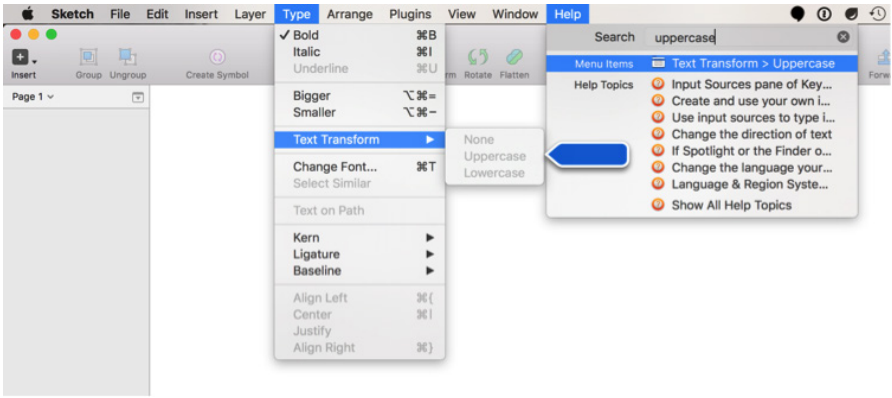 Sketch File Edit Insert Layer Type Arrange Plugins View Window Help
Insert Group Ungroup Create Symbol Rotate Flatten
Page 1
✓ Bold ⌘B
Italic ⌘I
Underline ⌘U
Bigger ⌥⌘=
Smaller ⌥⌘-
Text Transform
Change Font... ⌘T
Select Similar
Text on Path
Kern
Ligature
Baseline
Align Left ⌘{
Center ⌘|
Justify
Align Right ⌘}
None
Uppercase
Lowercase
Search uppercase
Menu Items Text Transform > Uppercase
Help Topics Input Sources pane of Key...
Create and use your own i...
Use input sources to type i...
Change the direction of text
If Spotlight or the Finder o...
Change the language your...
Language & Region Syste...
Show All Help Topics